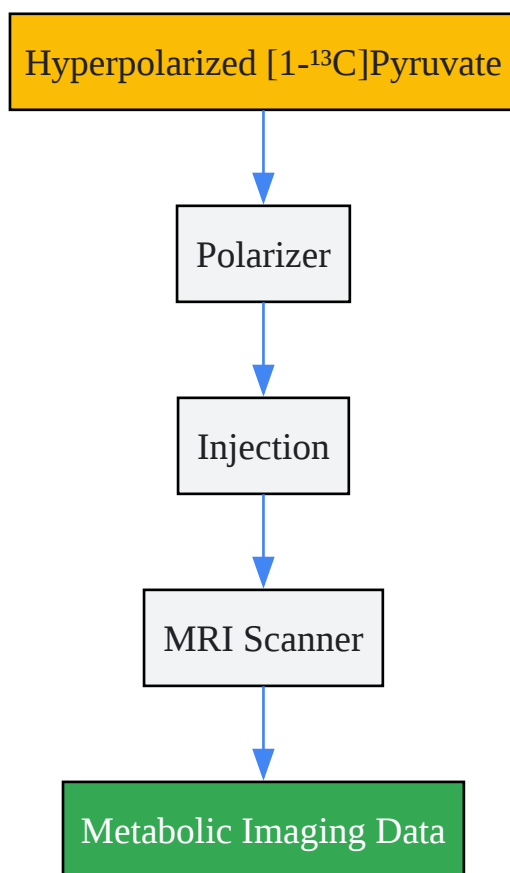 Hyperpolarized [1-¹³C]Pyruvate
Polarizer
Injection
MRI Scanner
Metabolic Imaging Data